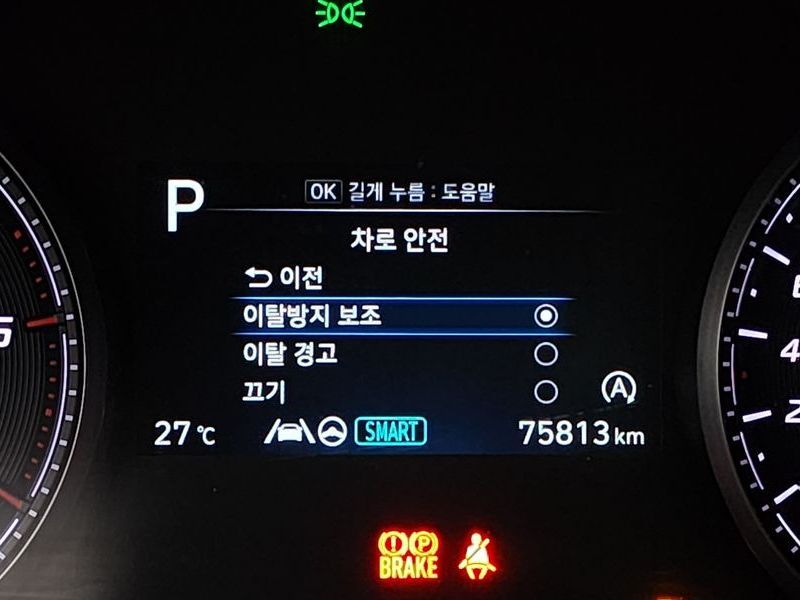 P
OK 길게 누름 : 도움말
차로 안전
이전
이탈방지 보조
이탈 경고
끄기
A
27 ℃ SMART 75813 km
P
BRAKE